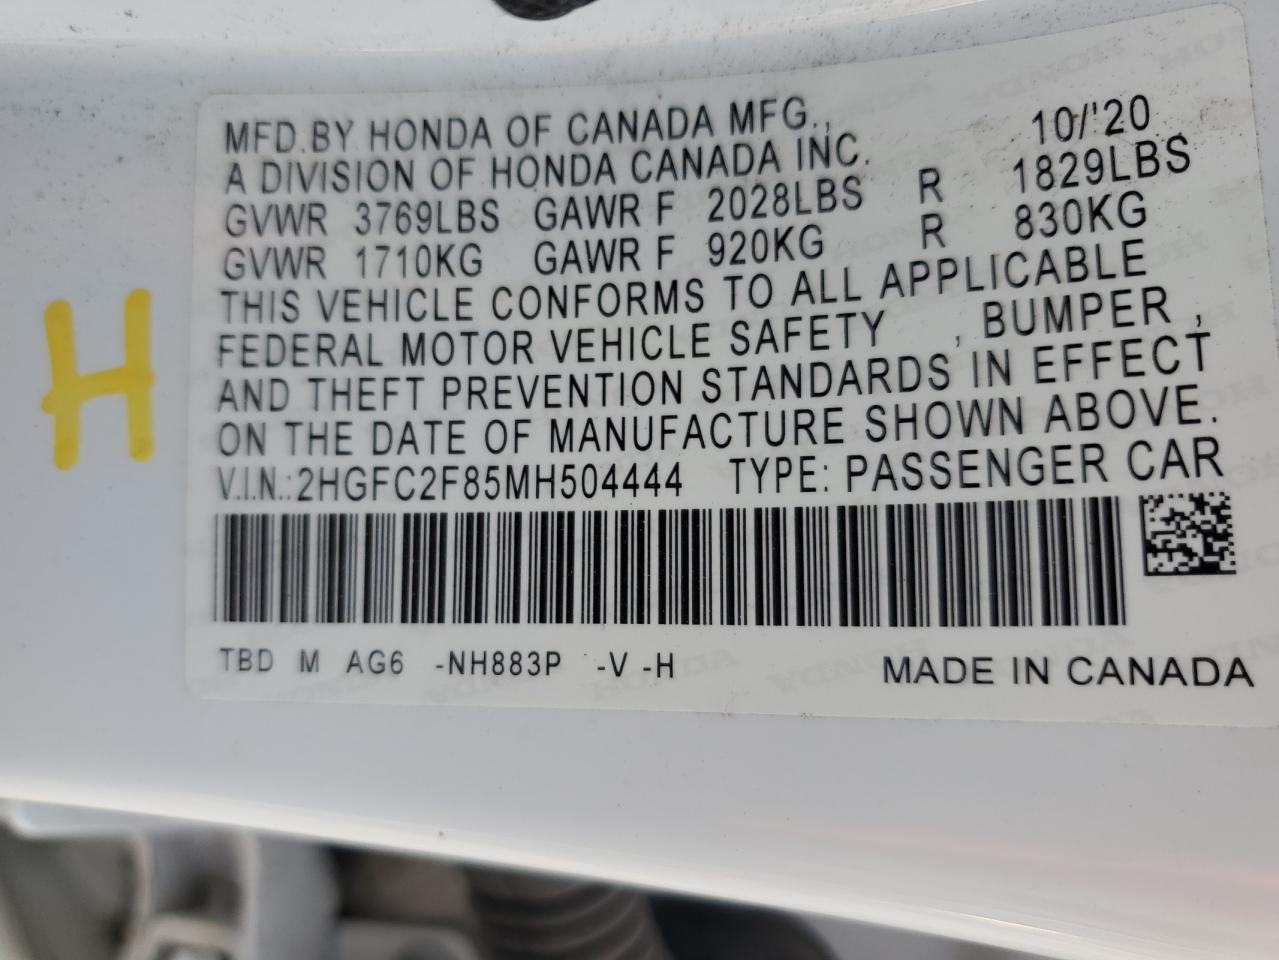 MFD.BY HONDA OF CANADA MFG., 10/'20
A DIVISION OF HONDA CANADA INC.
GVWR 3769LBS GAWR F 2028LBS R 1829LBS
GVWR 1710KG GAWR F 920KG R 830KG
THIS VEHICLE CONFORMS TO ALL APPLICABLE
FEDERAL MOTOR VEHICLE SAFETY , BUMPER ,
AND THEFT PREVENTION STANDARDS IN EFFECT
ON THE DATE OF MANUFACTURE SHOWN ABOVE.
V.I.N.:2HGFC2F85MH504444 TYPE: PASSENGER CAR
TBD M AG6 -NH883P -V -H MADE IN CANADA
H